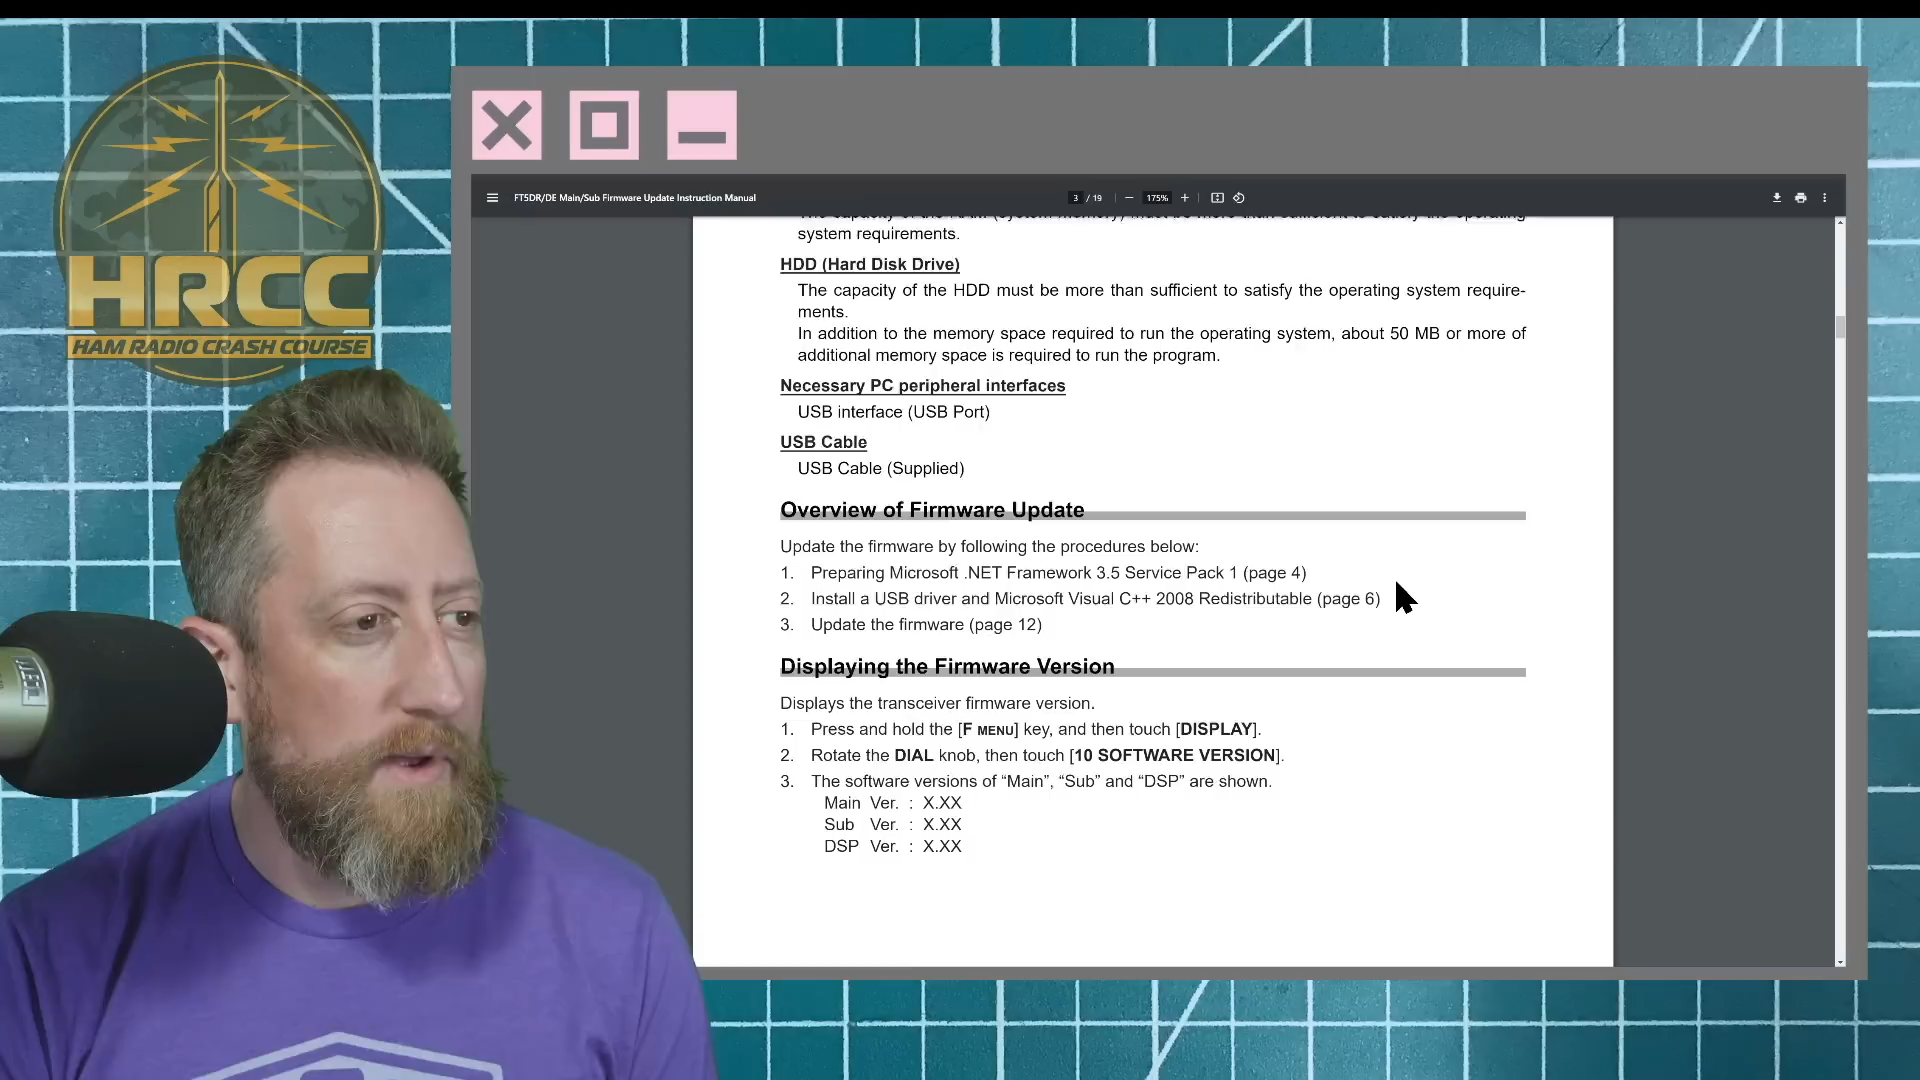 HRCC
HAM RADIO CRASH COURSE
FT5DR/DE Main/Sub Firmware Update Instruction Manual
3 / 19
175%
system requirements.
HDD (Hard Disk Drive)
The capacity of the HDD must be more than sufficient to satisfy the operating system require-
ments.
In addition to the memory space required to run the operating system, about 50 MB or more of
additional memory space is required to run the program.
Necessary PC peripheral interfaces
USB interface (USB Port)
USB Cable
USB Cable (Supplied)
Overview of Firmware Update
Update the firmware by following the procedures below:
1. Preparing Microsoft .NET Framework 3.5 Service Pack 1 (page 4)
2. Install a USB driver and Microsoft Visual C++ 2008 Redistributable (page 6)
3. Update the firmware (page 12)
Displaying the Firmware Version
Displays the transceiver firmware version.
1. Press and hold the [F MENU] key, and then touch [DISPLAY].
2. Rotate the DIAL knob, then touch [10 SOFTWARE VERSION].
3. The software versions of “Main”, “Sub” and “DSP” are shown.
Main Ver. : X.XX
Sub Ver. : X.XX
DSP Ver. : X.XX